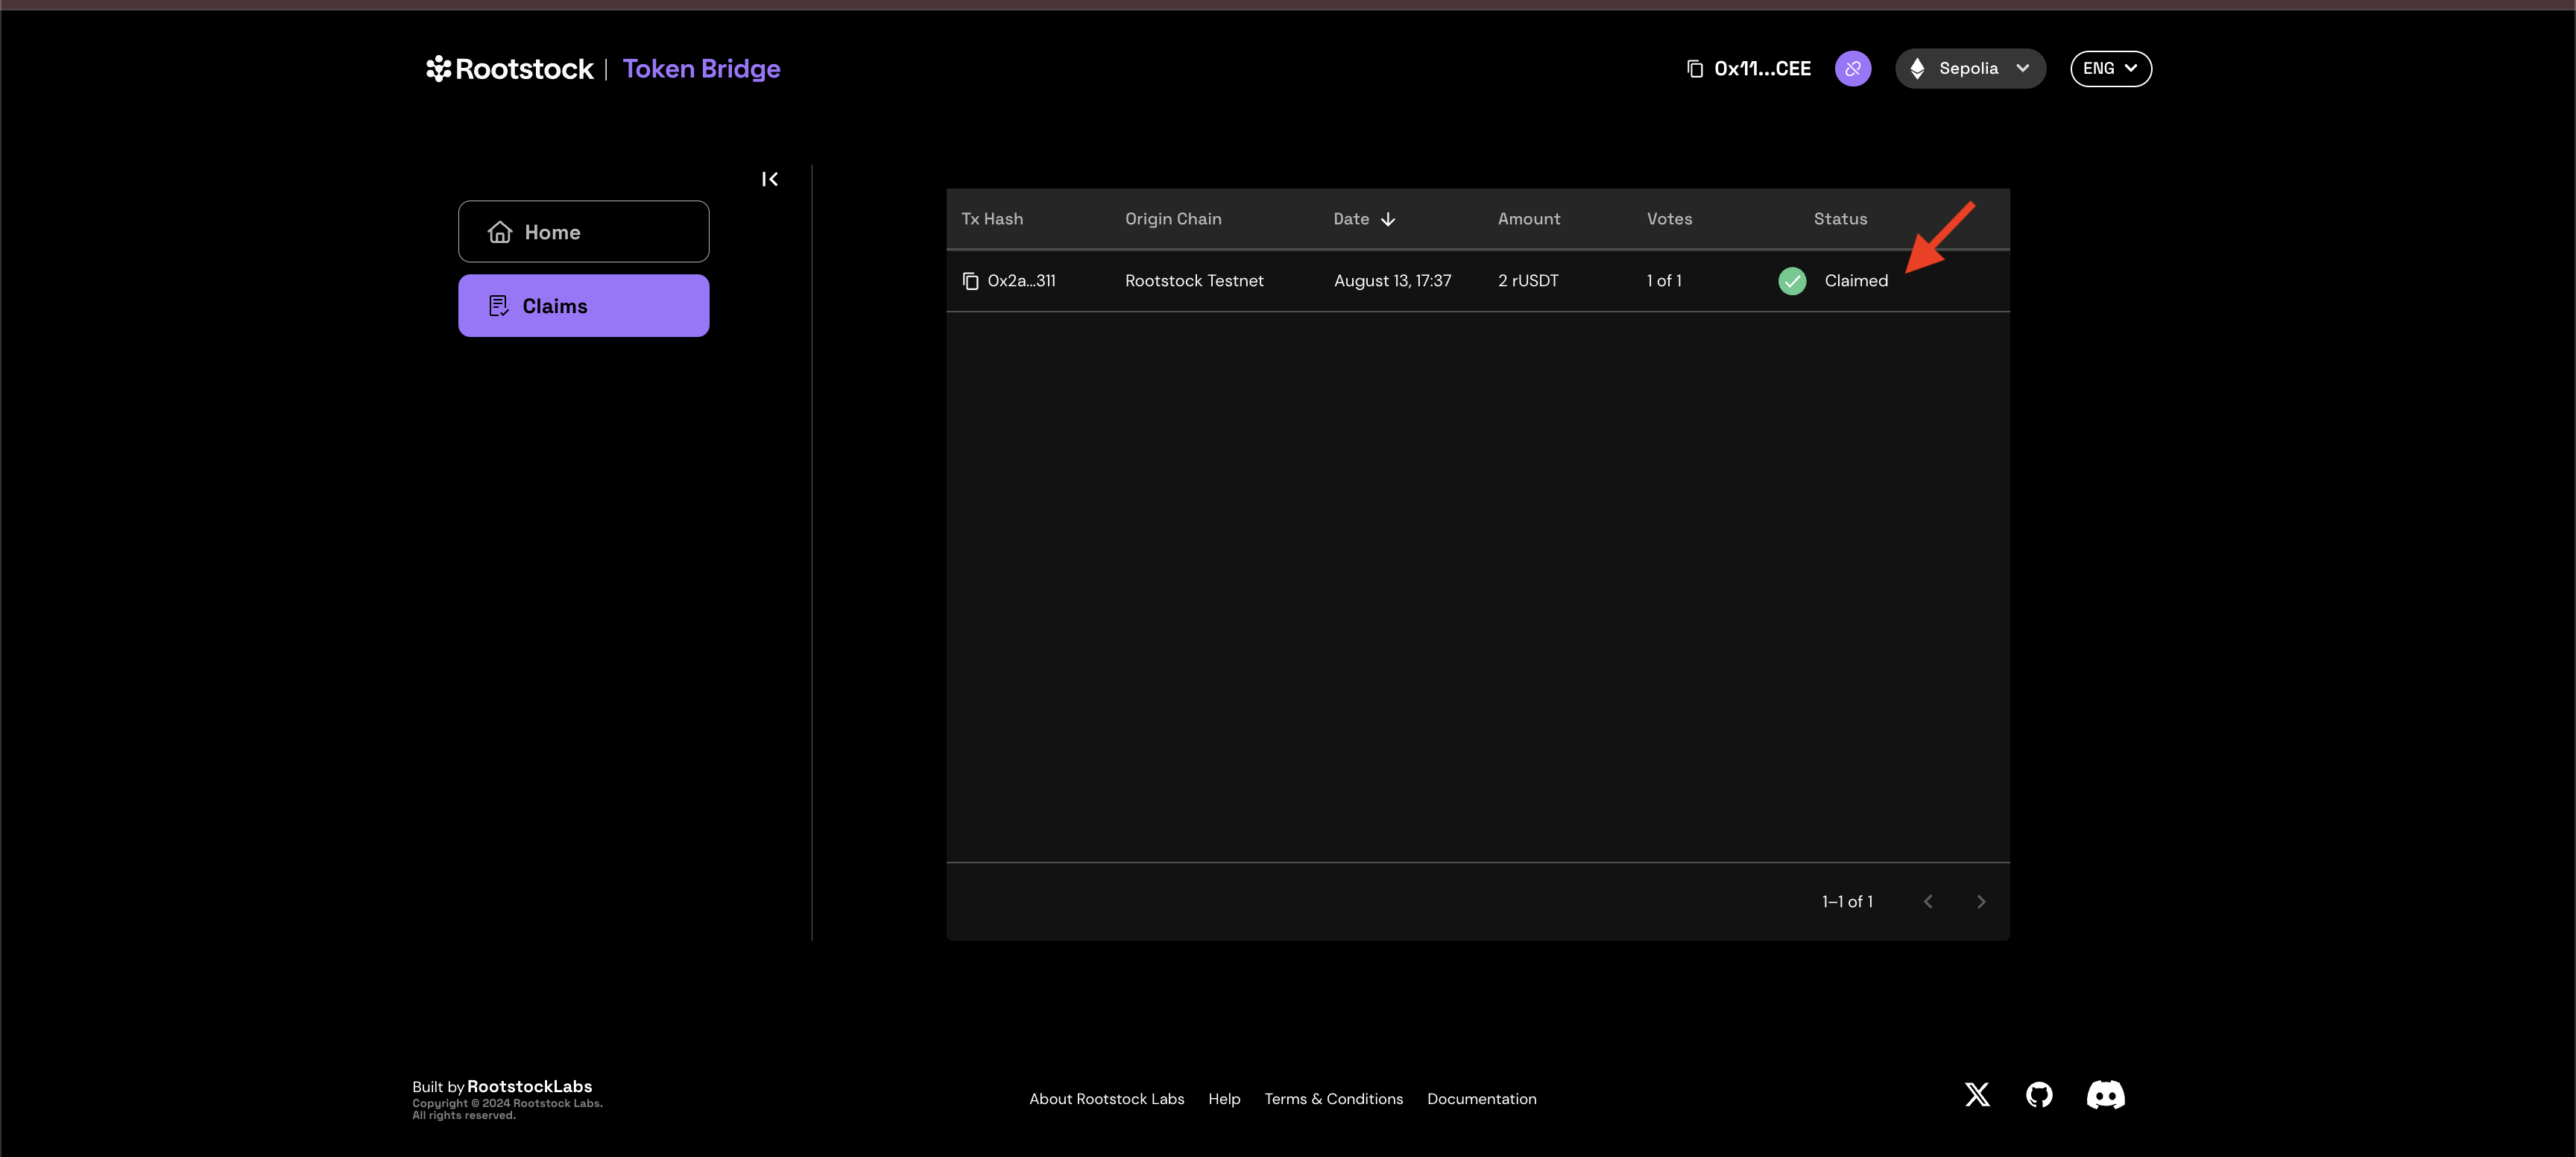 Rootstock | Token Bridge
0x11...CEE
Sepolia
ENG
Home
Claims
Tx Hash Origin Chain Date Amount Votes Status
0x2a...311 Rootstock Testnet August 13, 17:37 2 rUSDT 1 of 1 Claimed
1–1 of 1
Built by RootstockLabs
Copyright © 2024 Rootstock Labs.
All rights reserved.
About Rootstock Labs Help Terms & Conditions Documentation